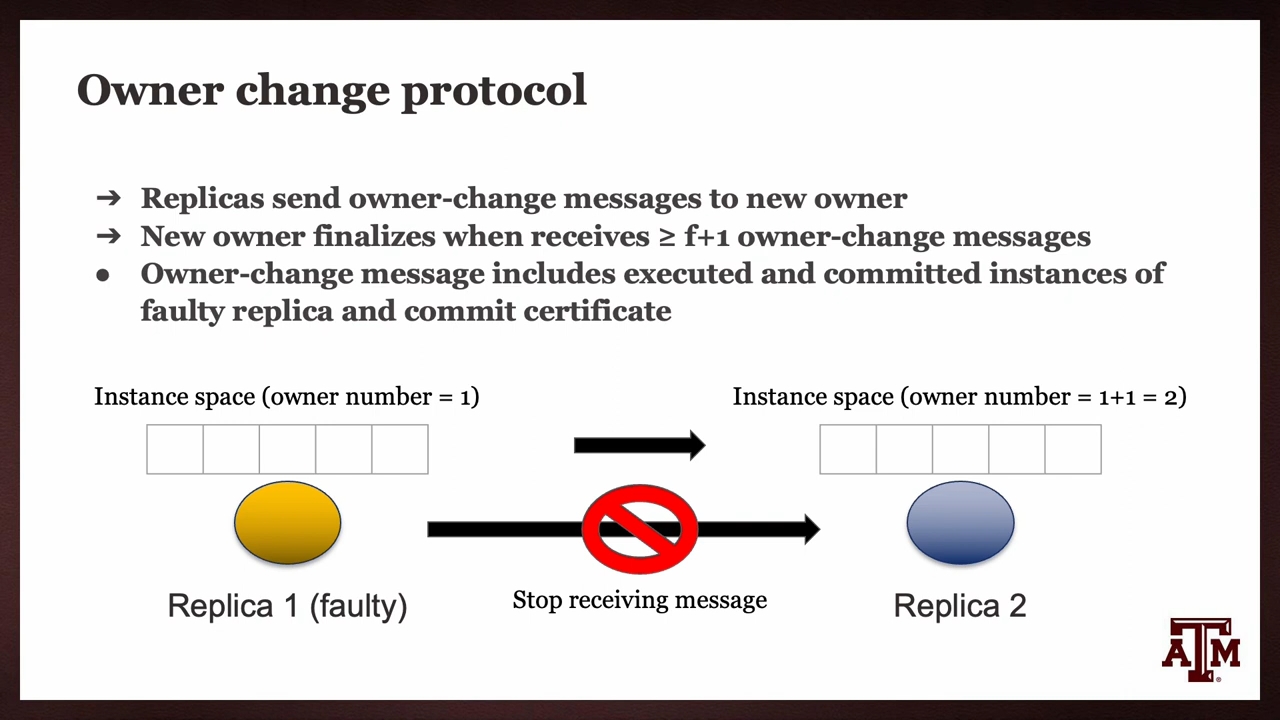 Owner change protocol
➔ Replicas send owner-change messages to new owner
➔ New owner finalizes when receives ≥ f+1 owner-change messages
● Owner-change message includes executed and committed instances of
faulty replica and commit certificate
Instance space (owner number = 1)
Instance space (owner number = 1+1 = 2)
Stop receiving message
Replica 1 (faulty)
Replica 2
ATM®